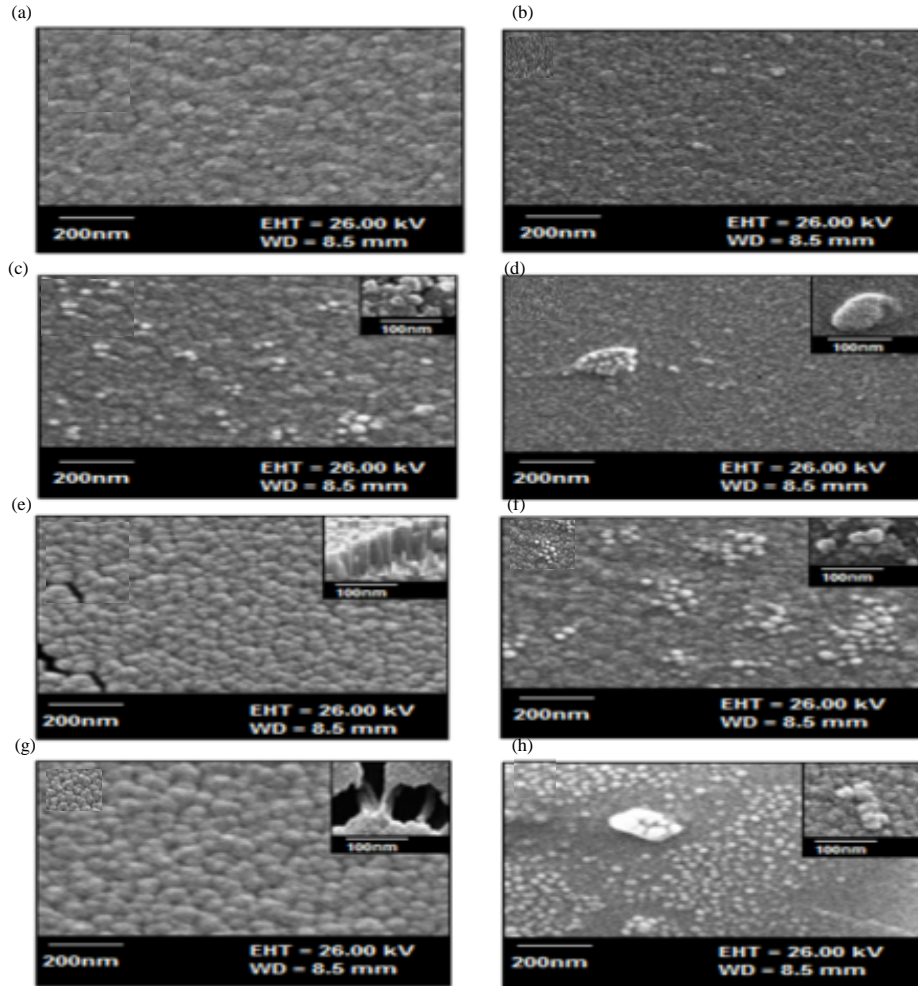 (a)
(b)
200nm
EHT = 26.00 kV
WD = 8.5 mm
200nm
EHT = 26.00 kV
WD = 8.5 mm
(c)
(d)
100nm
100nm
200nm
EHT = 26.00 kV
WD = 8.5 mm
200nm
EHT = 26.00 kV
WD = 8.5 mm
(e)
(f)
100nm
100nm
200nm
EHT = 26.00 kV
WD = 8.5 mm
200nm
EHT = 26.00 kV
WD = 8.5 mm
(g)
(h)
100nm
100nm
200nm
EHT = 26.00 kV
WD = 8.5 mm
200nm
EHT = 26.00 kV
WD = 8.5 mm